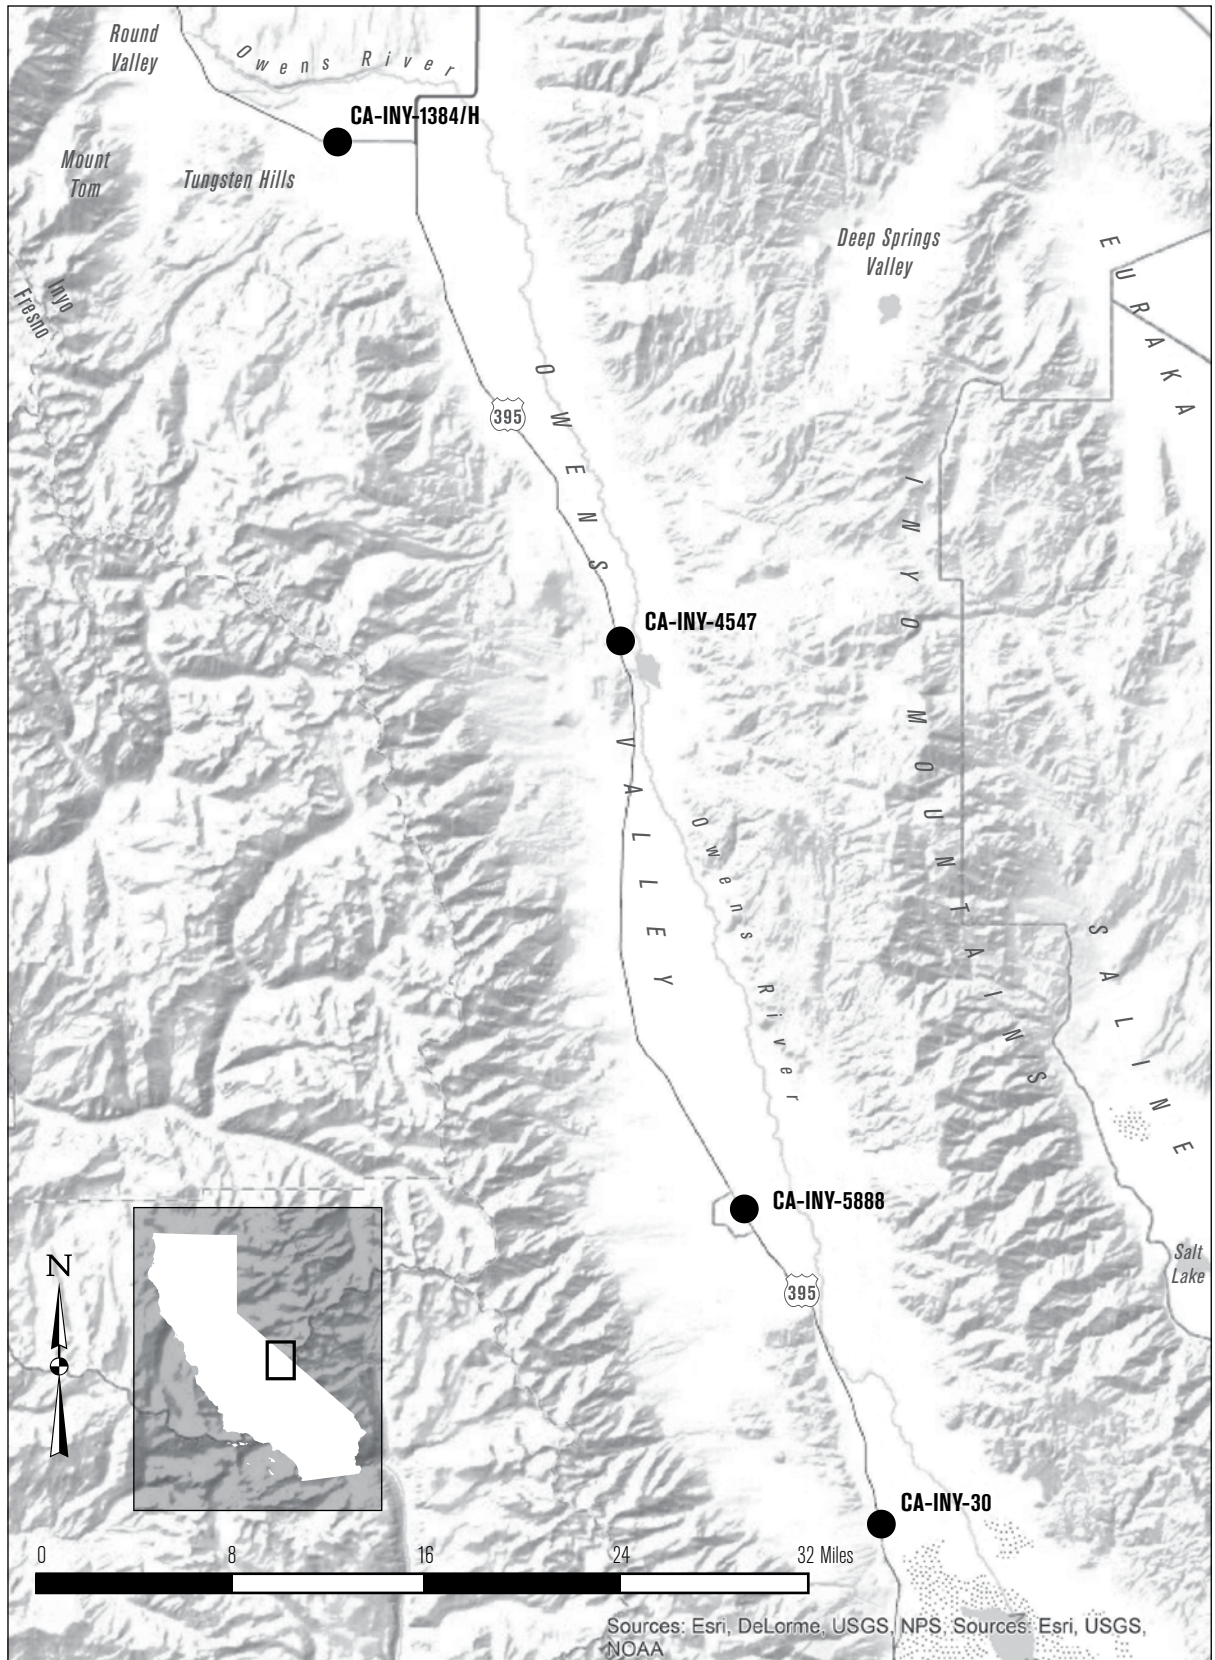 Round
Valley
Owens River
CA-INY-1384/H
Mount
Tom
Tungsten Hills
Deep Springs
Valley
EURAKA
Inyo
Fresno
395
OWENS VALLEY
INYO MOUNTAINS
CA-INY-4547
Owens River
SALINE
CA-INY-5888
Salt
Lake
N
395
CA-INY-30
0 8 16 24 32 Miles
Sources: Esri, DeLorme, USGS, NPS, Sources: Esri, USGS,
NOAA